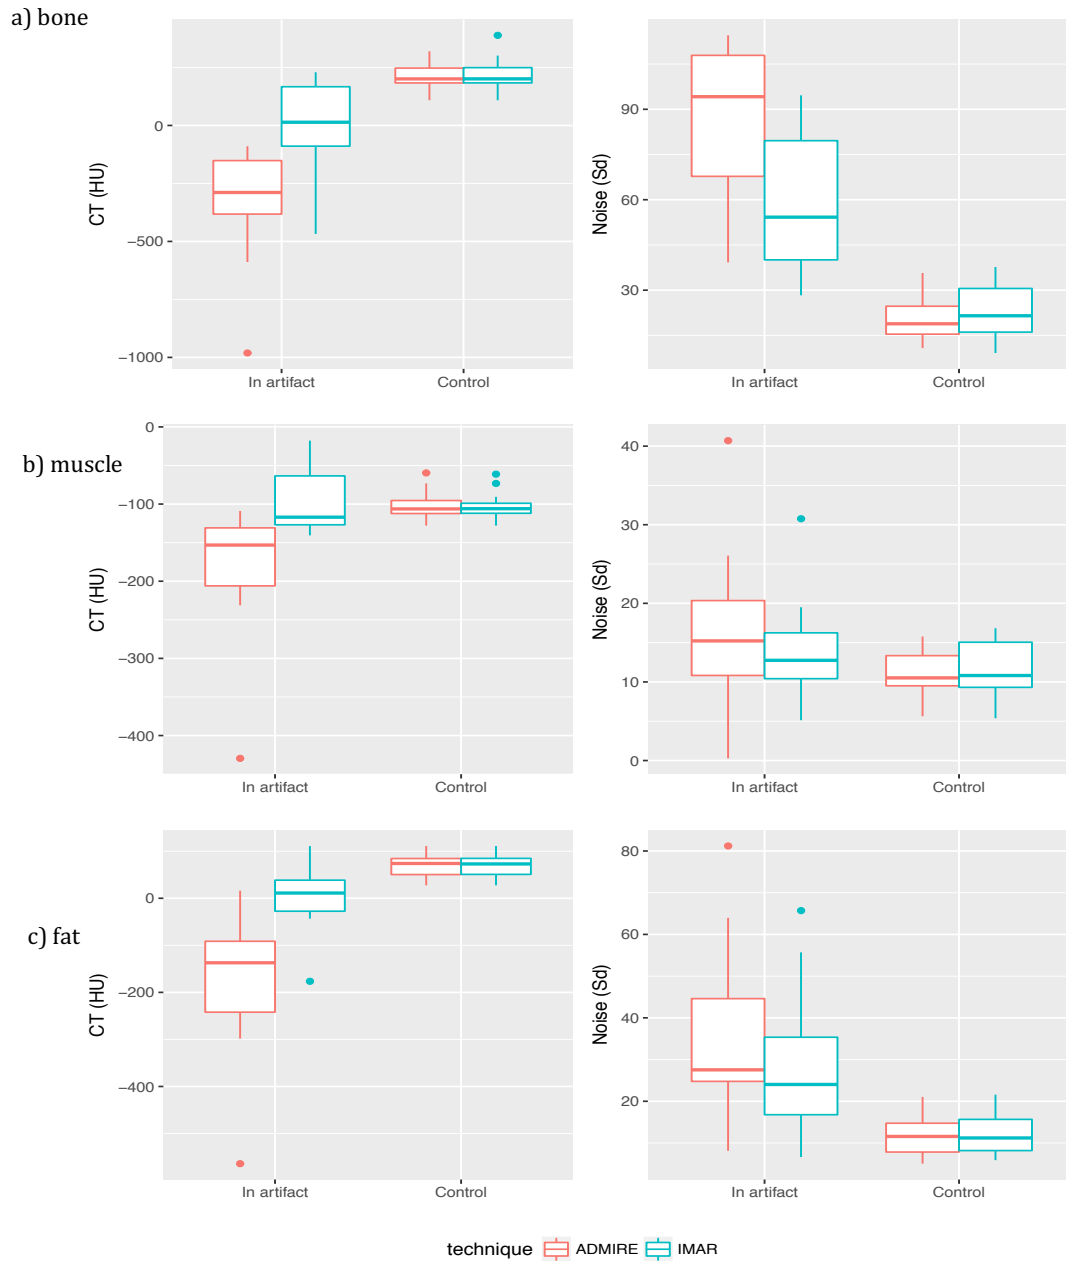 a) bone
CT (HU)
0
−500
−1000
In artifact Control
Noise (Sd)
90
60
30
In artifact Control
b) muscle
CT (HU)
0
−100
−200
−300
−400
In artifact Control
Noise (Sd)
40
30
20
10
0
In artifact Control
c) fat
CT (HU)
0
−200
−400
In artifact Control
Noise (Sd)
80
60
40
20
In artifact Control
technique ADMIRE IMAR